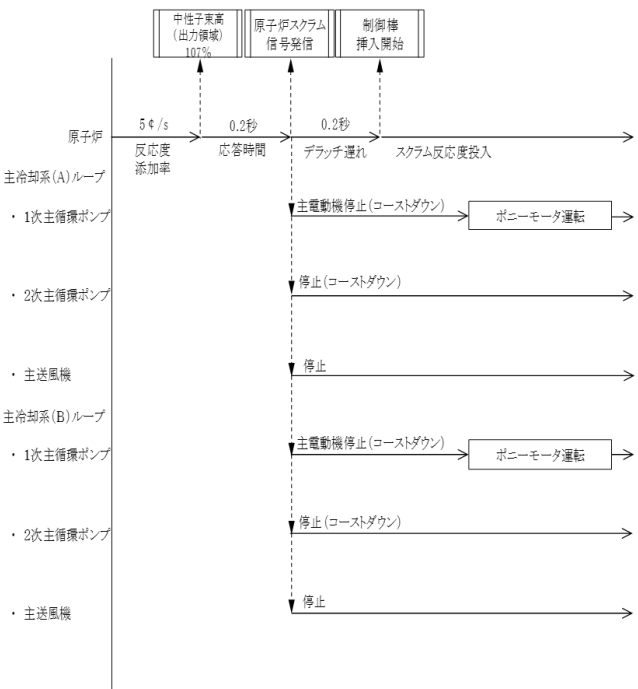 中性子束高
(出力領域)
107%
原子炉スクラム
信号発信
制御棒
挿入開始
原子炉
5¢/s
0.2秒
0.2秒
反応度
添加率
応答時間
デラッチ遅れ
スクラム反応度投入
主冷却系(A)ループ
・ 1次主循環ポンプ
主電動機停止(コーストダウン)
ポニーモータ運転
・ 2次主循環ポンプ
停止(コーストダウン)
・ 主送風機
停止
主冷却系(B)ループ
・ 1次主循環ポンプ
主電動機停止(コーストダウン)
ポニーモータ運転
・ 2次主循環ポンプ
停止(コーストダウン)
・ 主送風機
停止